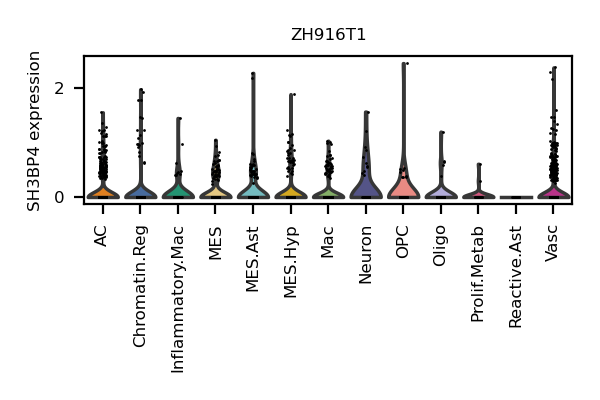 ZH916T1
SH3BP4 expression
2
0
AC
Chromatin.Reg
Inflammatory.Mac
MES
MES.Ast
MES.Hyp
Mac
Neuron
OPC
Oligo
Prolif.Metab
Reactive.Ast
Vasc